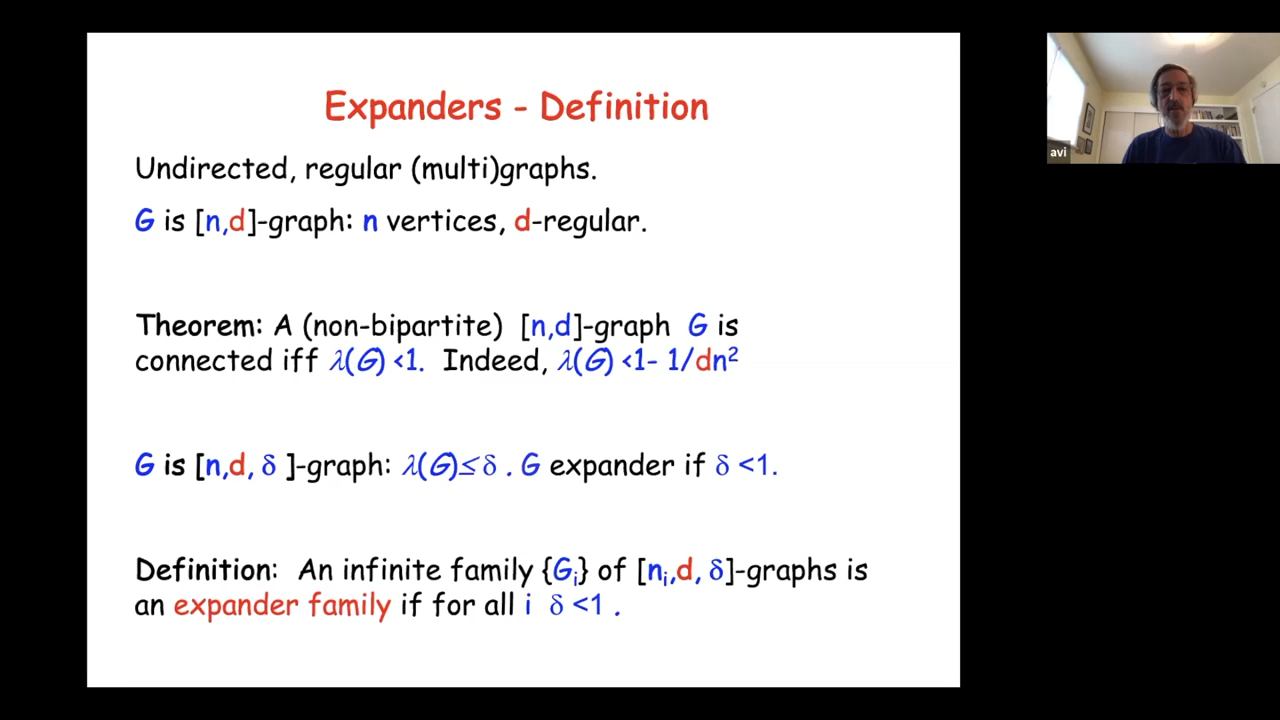 Expanders - Definition
Undirected, regular (multi)graphs.
G is [n,d]-graph: n vertices, d-regular.
Theorem: A (non-bipartite) [n,d]-graph G is
connected iff λ(G) <1. Indeed, λ(G) <1- 1/dn²
G is [n,d, δ ]-graph: λ(G)≤ δ . G expander if δ <1.
Definition: An infinite family {Gᵢ} of [nᵢ,d, δ]-graphs is
an expander family if for all i δ <1 .
avi